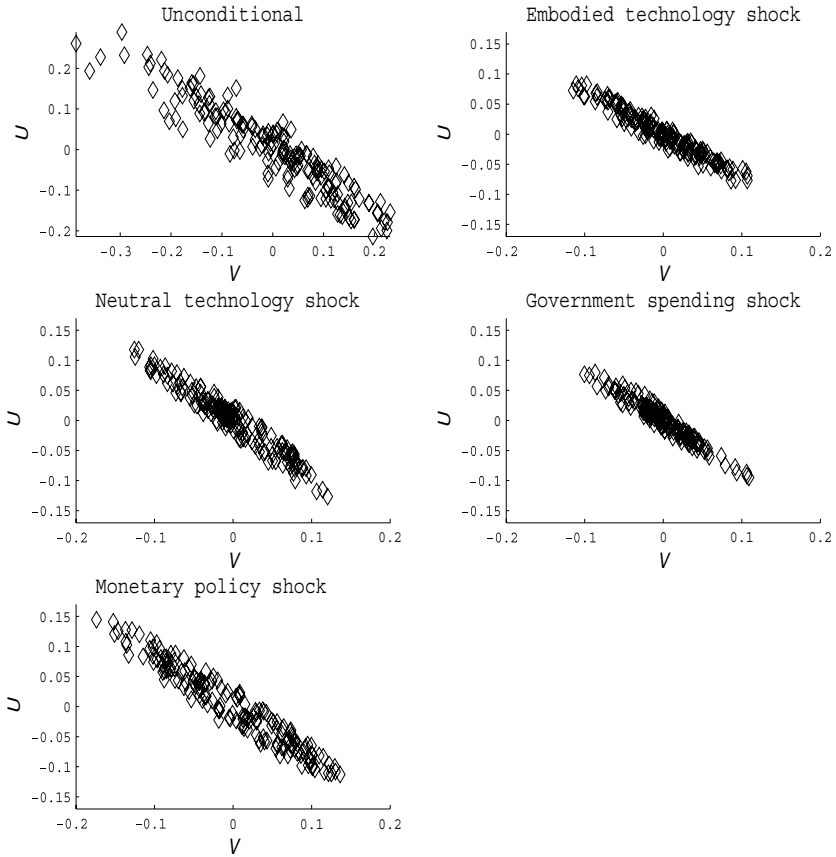 Unconditional
0.2
0.1
0
−0.1
−0.2
U
−0.3 −0.2 −0.1 0 0.1 0.2
V
Embodied technology shock
0.15
0.1
0.05
0
−0.05
−0.1
−0.15
U
−0.2 −0.1 0 0.1 0.2
V
Neutral technology shock
0.15
0.1
0.05
0
−0.05
−0.1
−0.15
U
−0.2 −0.1 0 0.1 0.2
V
Government spending shock
0.15
0.1
0.05
0
−0.05
−0.1
−0.15
U
−0.2 −0.1 0 0.1 0.2
V
Monetary policy shock
0.15
0.1
0.05
0
−0.05
−0.1
−0.15
U
−0.2 −0.1 0 0.1 0.2
V